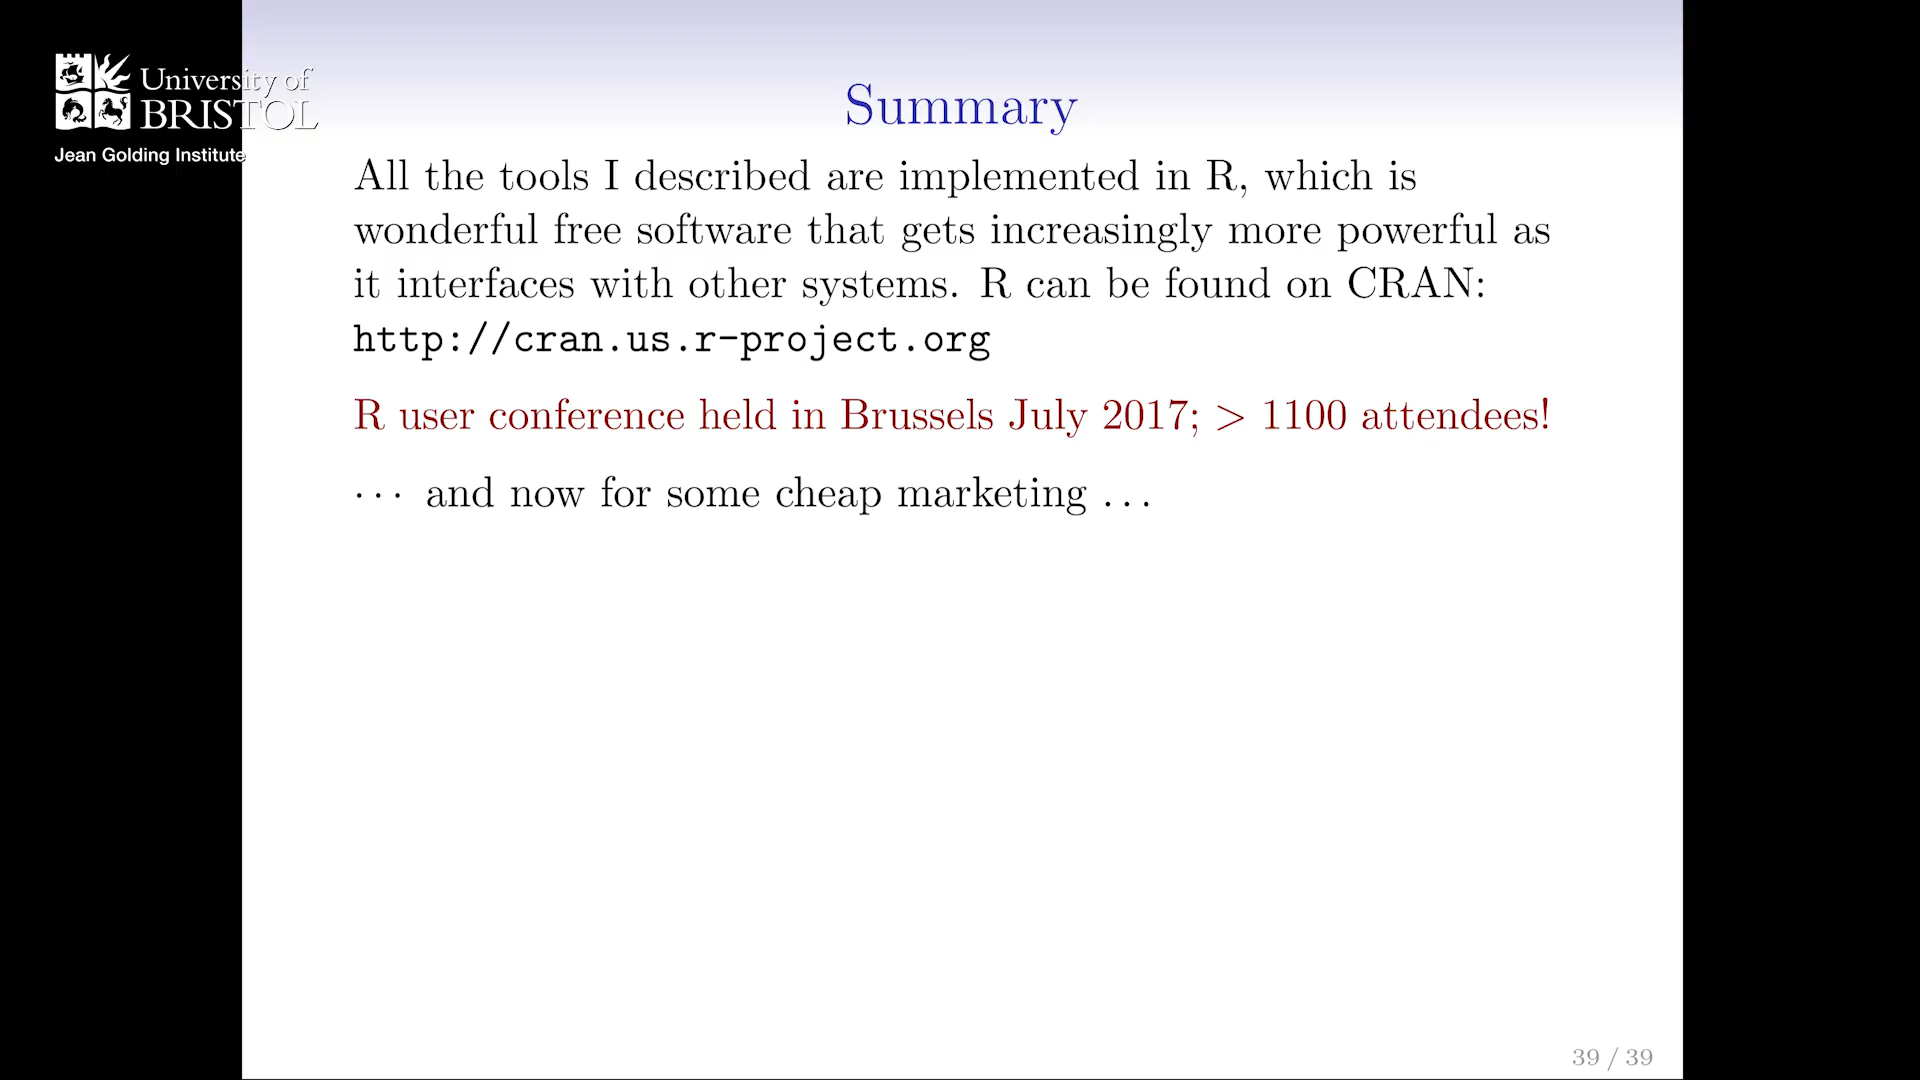 University of
BRISTOL
Jean Golding Institute
Summary
All the tools I described are implemented in R, which is
wonderful free software that gets increasingly more powerful as
it interfaces with other systems. R can be found on CRAN:
http://cran.us.r-project.org
R user conference held in Brussels July 2017; > 1100 attendees!
··· and now for some cheap marketing ...
39 / 39